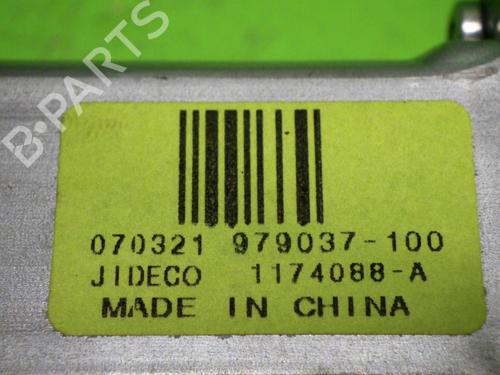 B-PARTS
070321 979037-100
JIDECO 1174088-A
MADE IN CHINA